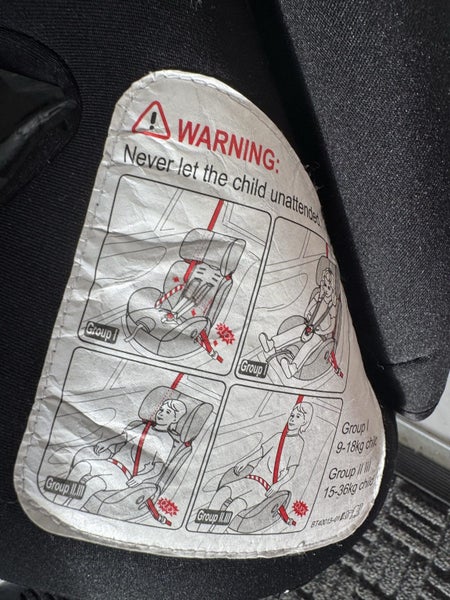 WARNING:
Never let the child unattended
Group I
Group I
Group II.III
Group II.III
Group I
9-18kg child
Group II III
15-36kg child